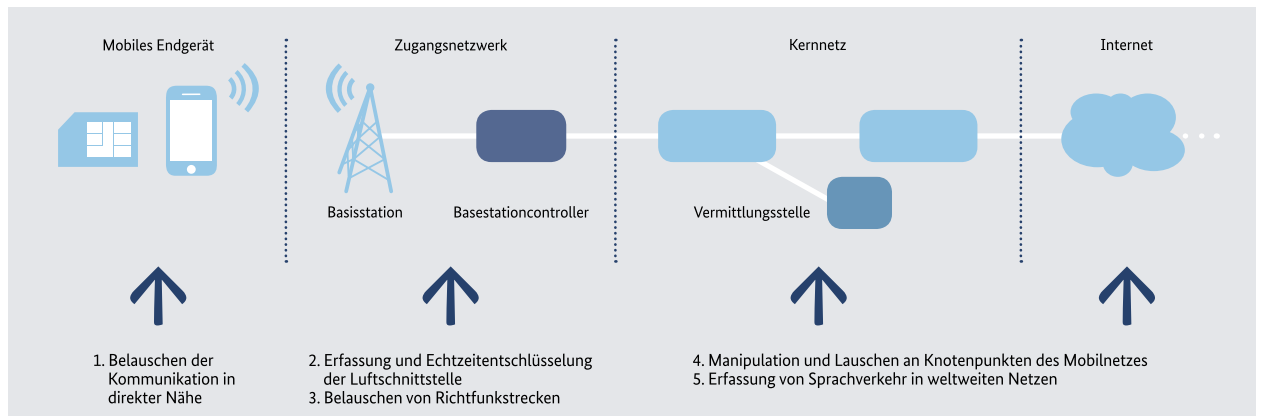 Mobiles Endgerät
Zugangsnetzwerk
Kernnetz
Internet
Basisstation
Basestationcontroller
Vermittlungsstelle
1. Belauschen der
Kommunikation in
direkter Nähe
2. Erfassung und Echtzeitentschlüsselung
der Luftschnittstelle
3. Belauschen von Richtfunkstrecken
4. Manipulation und Lauschen an Knotenpunkten des Mobilnetzes
5. Erfassung von Sprachverkehr in weltweiten Netzen